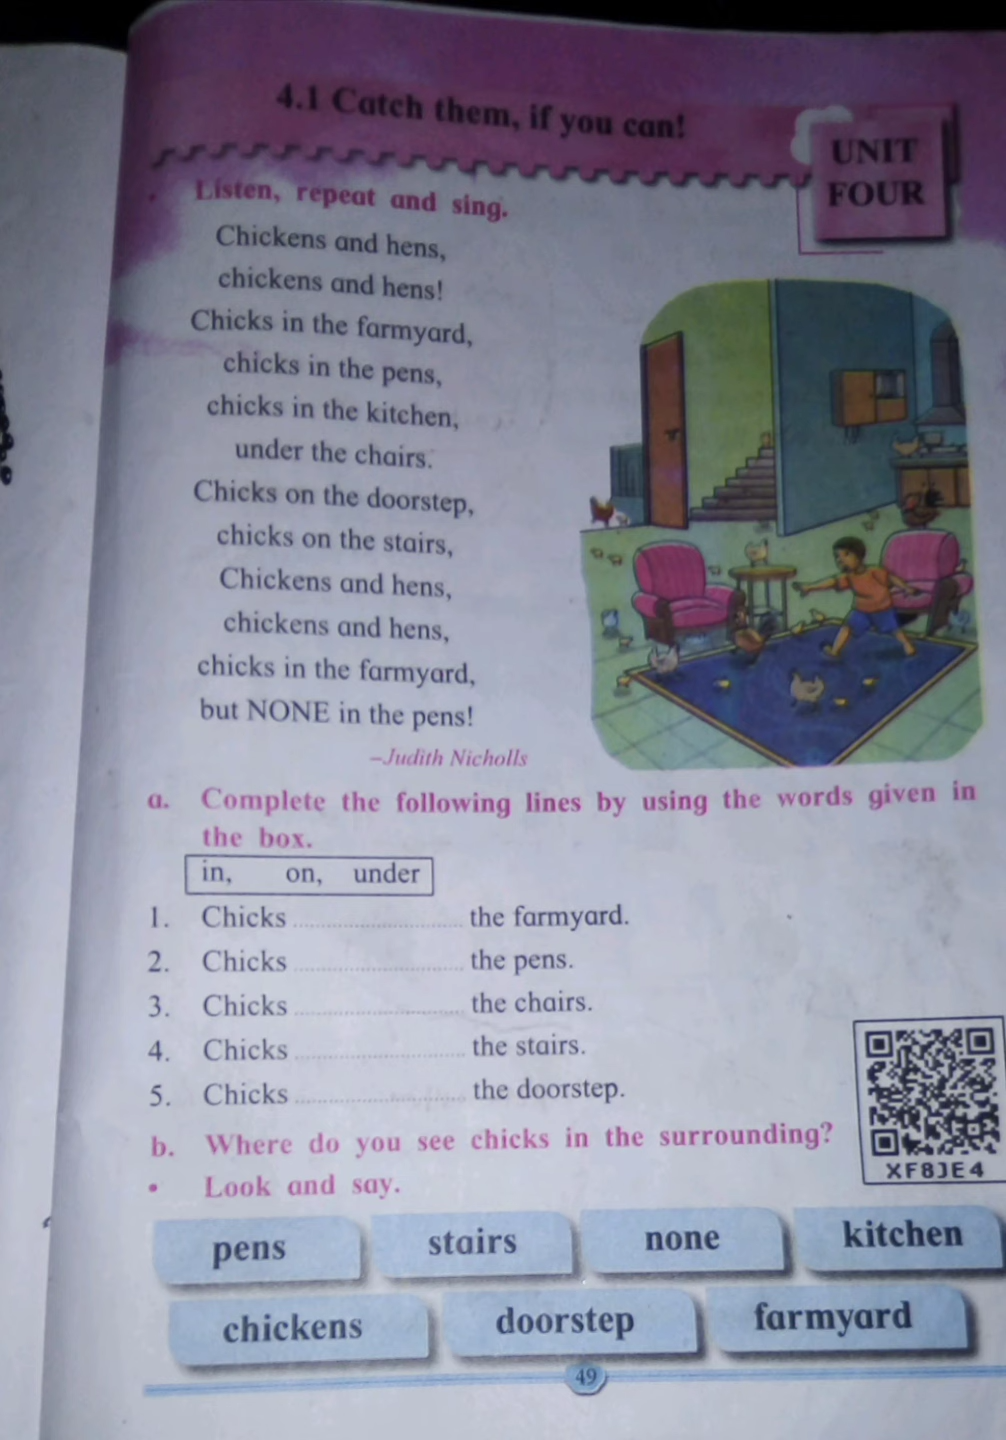 4.1 Catch them, if you can!
UNIT
FOUR
Listen, repeat and sing.
Chickens and hens,
chickens and hens!
Chicks in the farmyard,
chicks in the pens,
chicks in the kitchen,
under the chairs.
Chicks on the doorstep,
chicks on the stairs,
Chickens and hens,
chickens and hens,
chicks in the farmyard,
but NONE in the pens!
–Judith Nicholls
a. Complete the following lines by using the words given in
the box.
in, on, under
1. Chicks ........................ the farmyard.
2. Chicks ........................ the pens.
3. Chicks ........................ the chairs.
4. Chicks ........................ the stairs.
5. Chicks ........................ the doorstep.
b. Where do you see chicks in the surrounding?
XF8JE4
• Look and say.
pens stairs none kitchen
chickens doorstep farmyard
49